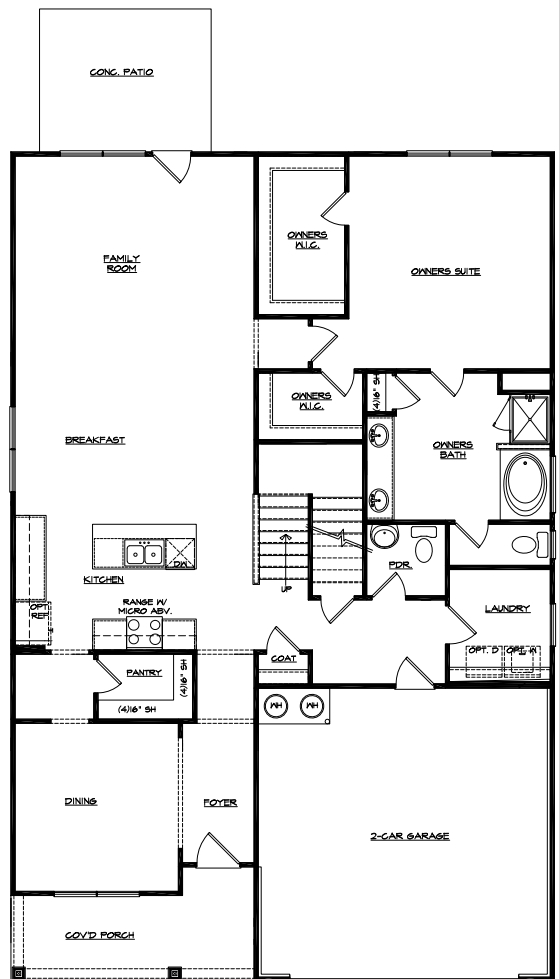 CONC. PATIO
FAMILY
ROOM
OWNERS
W.I.C.
OWNERS SUITE
OWNERS
W.I.C.
(4)16" SH
BREAKFAST
OWNERS
BATH
DW
KITCHEN
UP
PDR.
OPT.
REF.
RANGE W/
MICRO ABV.
LAUNDRY
OPT. D
OPT. W
COAT
PANTRY
(4)16" SH
(4)16" SH
WH
WH
DINING
FOYER
2-CAR GARAGE
COV'D PORCH